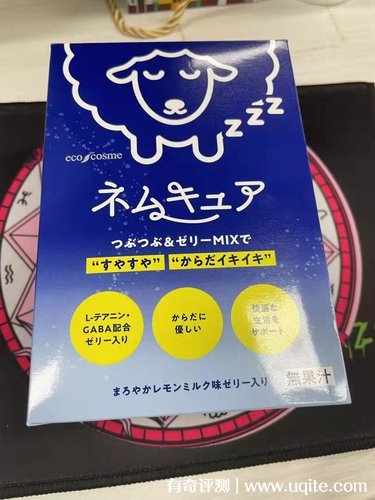 zzz
eco cosme
ネムキュア
つぶつぶ&ゼリーMIXで
“すやすや” “からだイキイキ”
L-テアニン・
GABA配合
ゼリー入り
からだに
優しい
快適な
生活を
サポート
まろやかレモンミルク味ゼリー入り
無果汁
有奇评测 | www.uqite.com